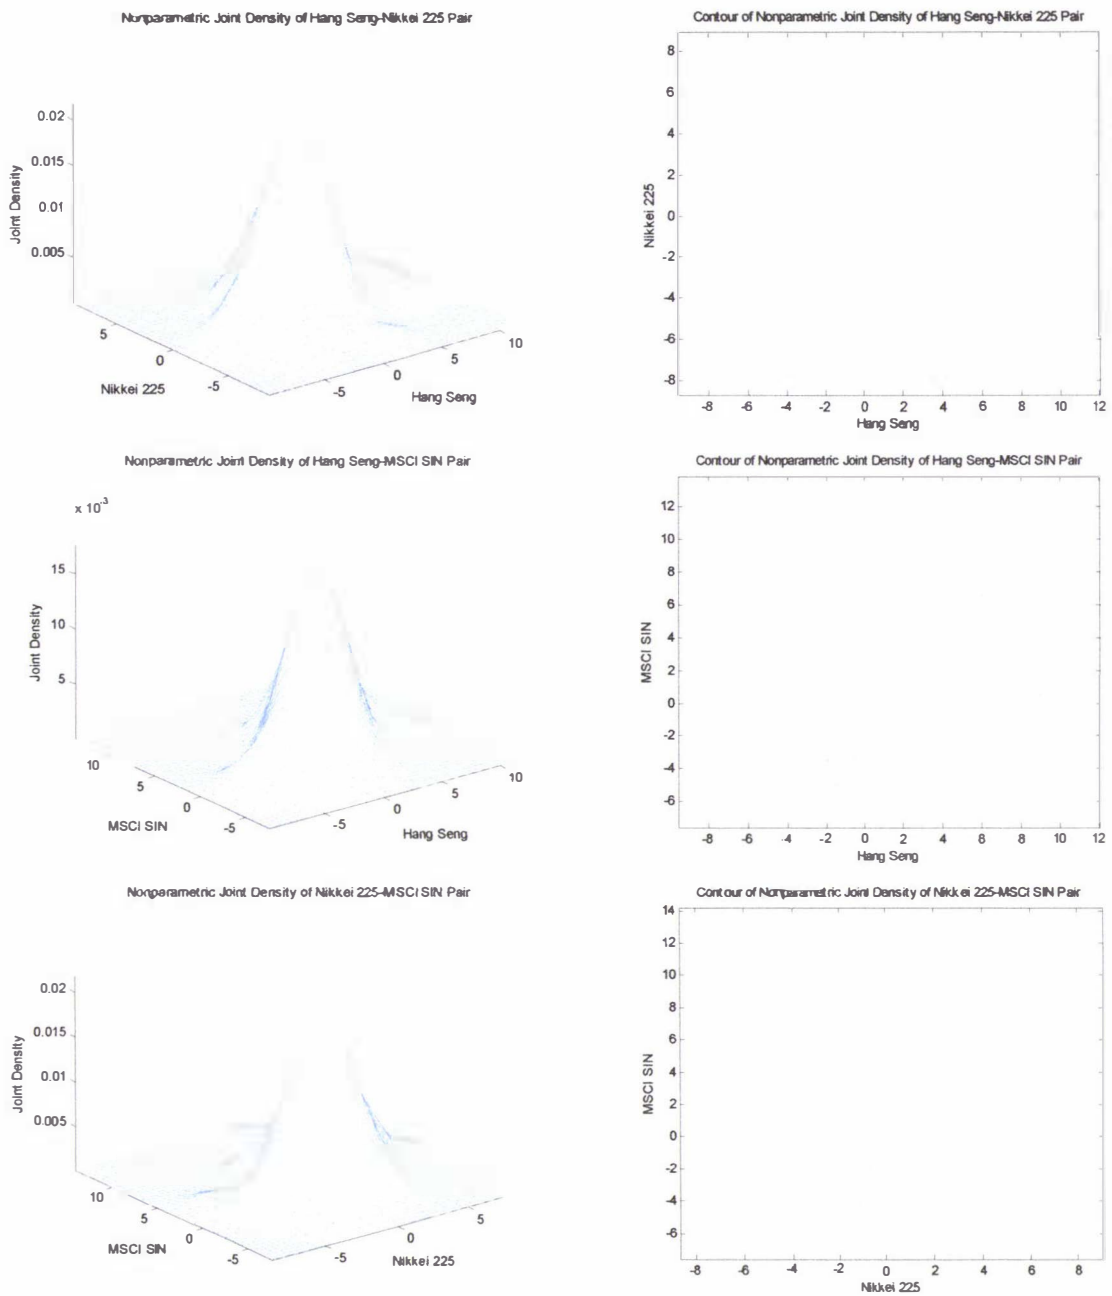 Nonparametric Joint Density of Hang Seng-Nikkei 225 Pair
0.02
0.015
0.01
0.005
Joint Density
5
0
-5
Nikkei 225
-5
0
5
10
Hang Seng
Contour of Nonparametric Joint Density of Hang Seng-Nikkei 225 Pair
8
6
4
2
0
-2
-4
-6
-8
Nikkei 225
-8 -6 -4 -2 0 2 4 6 8 10 12
Hang Seng
Nonparametric Joint Density of Hang Seng-MSCI SIN Pair
x 10-3
15
10
5
Joint Density
10
5
0
-5
MSCI SIN
-5
0
5
10
Hang Seng
Contour of Nonparametric Joint Density of Hang Seng-MSCI SIN Pair
12
10
8
6
4
2
0
-2
-4
-6
MSCI SIN
-8 -6 -4 -2 0 2 4 6 8 10 12
Hang Seng
Nonparametric Joint Density of Nikkei 225-MSCI SIN Pair
0.02
0.015
0.01
0.005
Joint Density
10
5
0
-5
MSCI SIN
-5
0
5
Nikkei 225
Contour of Nonparametric Joint Density of Nikkei 225-MSCI SIN Pair
14
12
10
8
6
4
2
0
-2
-4
-6
MSCI SIN
-8 -6 -4 -2 0 2 4 6 8
Nikkei 225